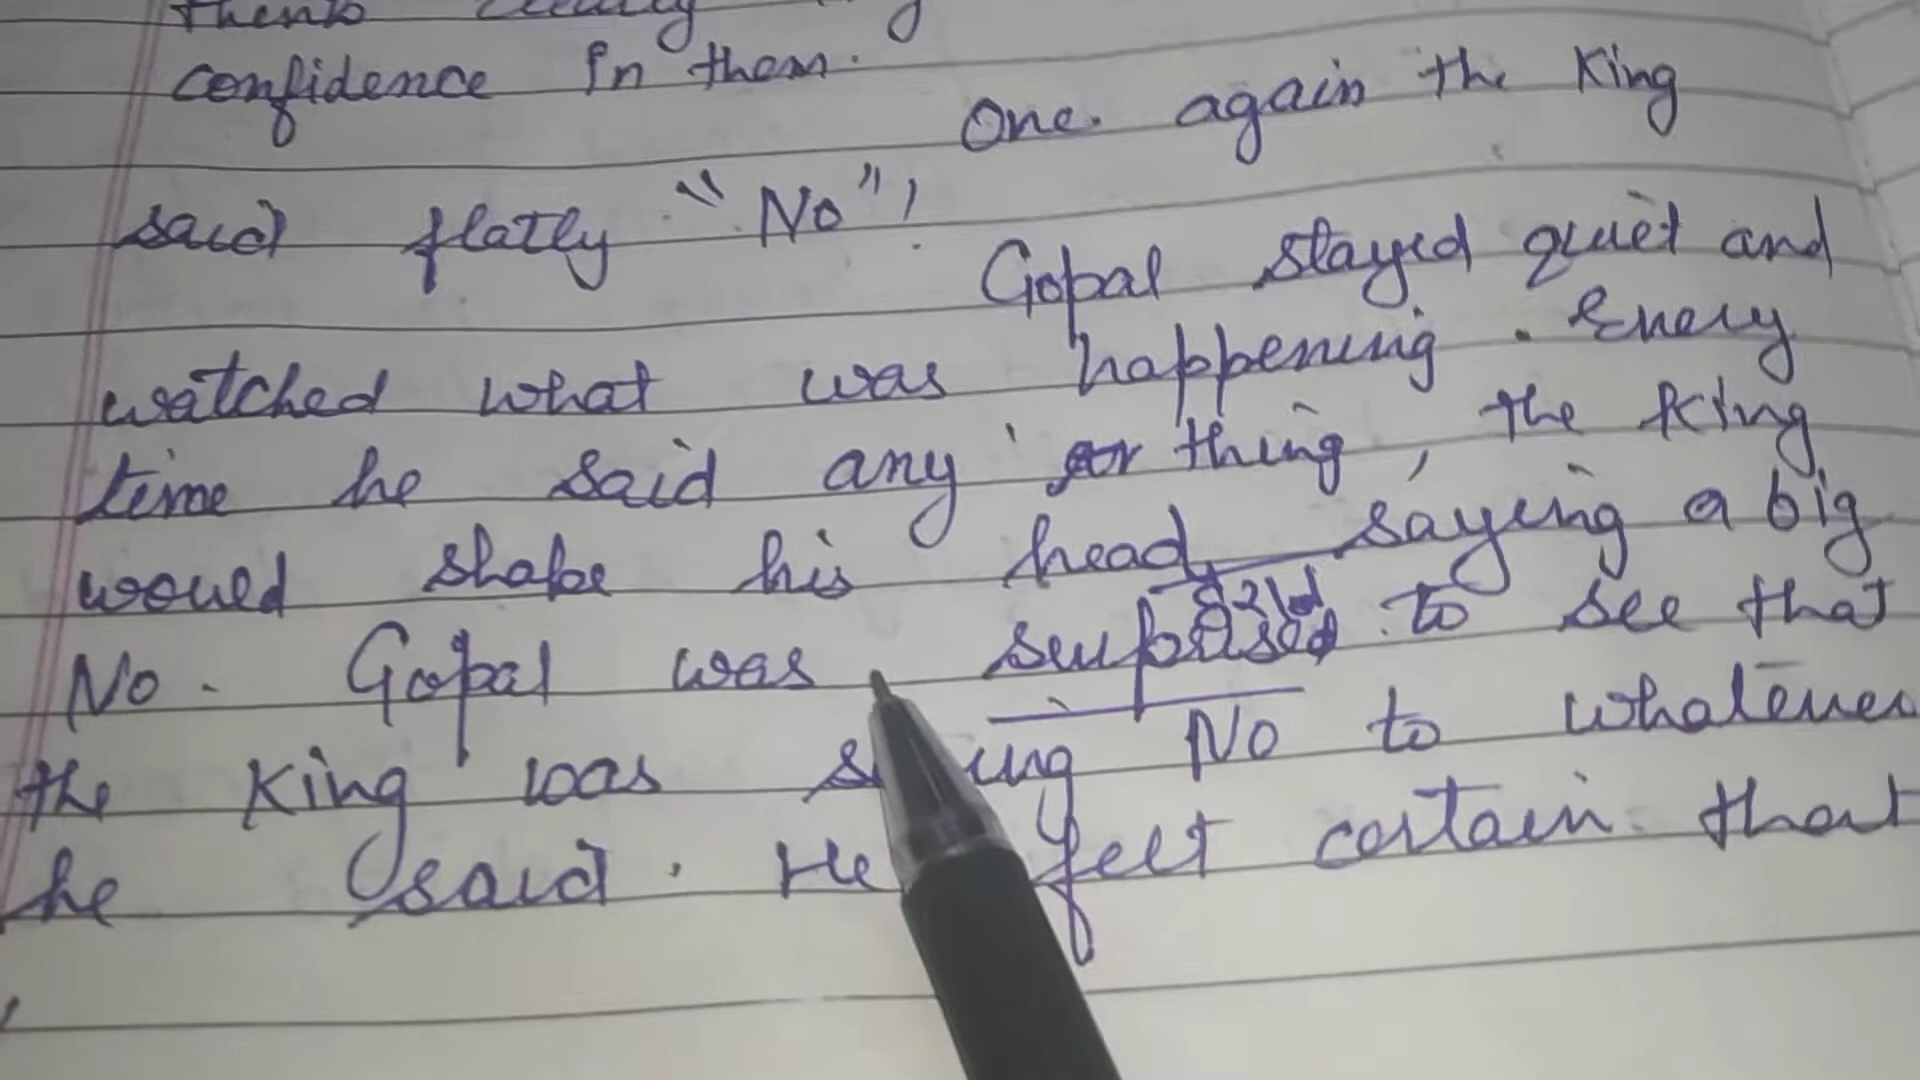 confidence in them.
One. again the King
said flatly "No"!
Gopal stayed quiet and
watched what was happening. Every
time he said any thing, the King
would shake his head, saying a big
No. Gopal was surprised to see that
the King was No to whatever
he said. He felt certain that